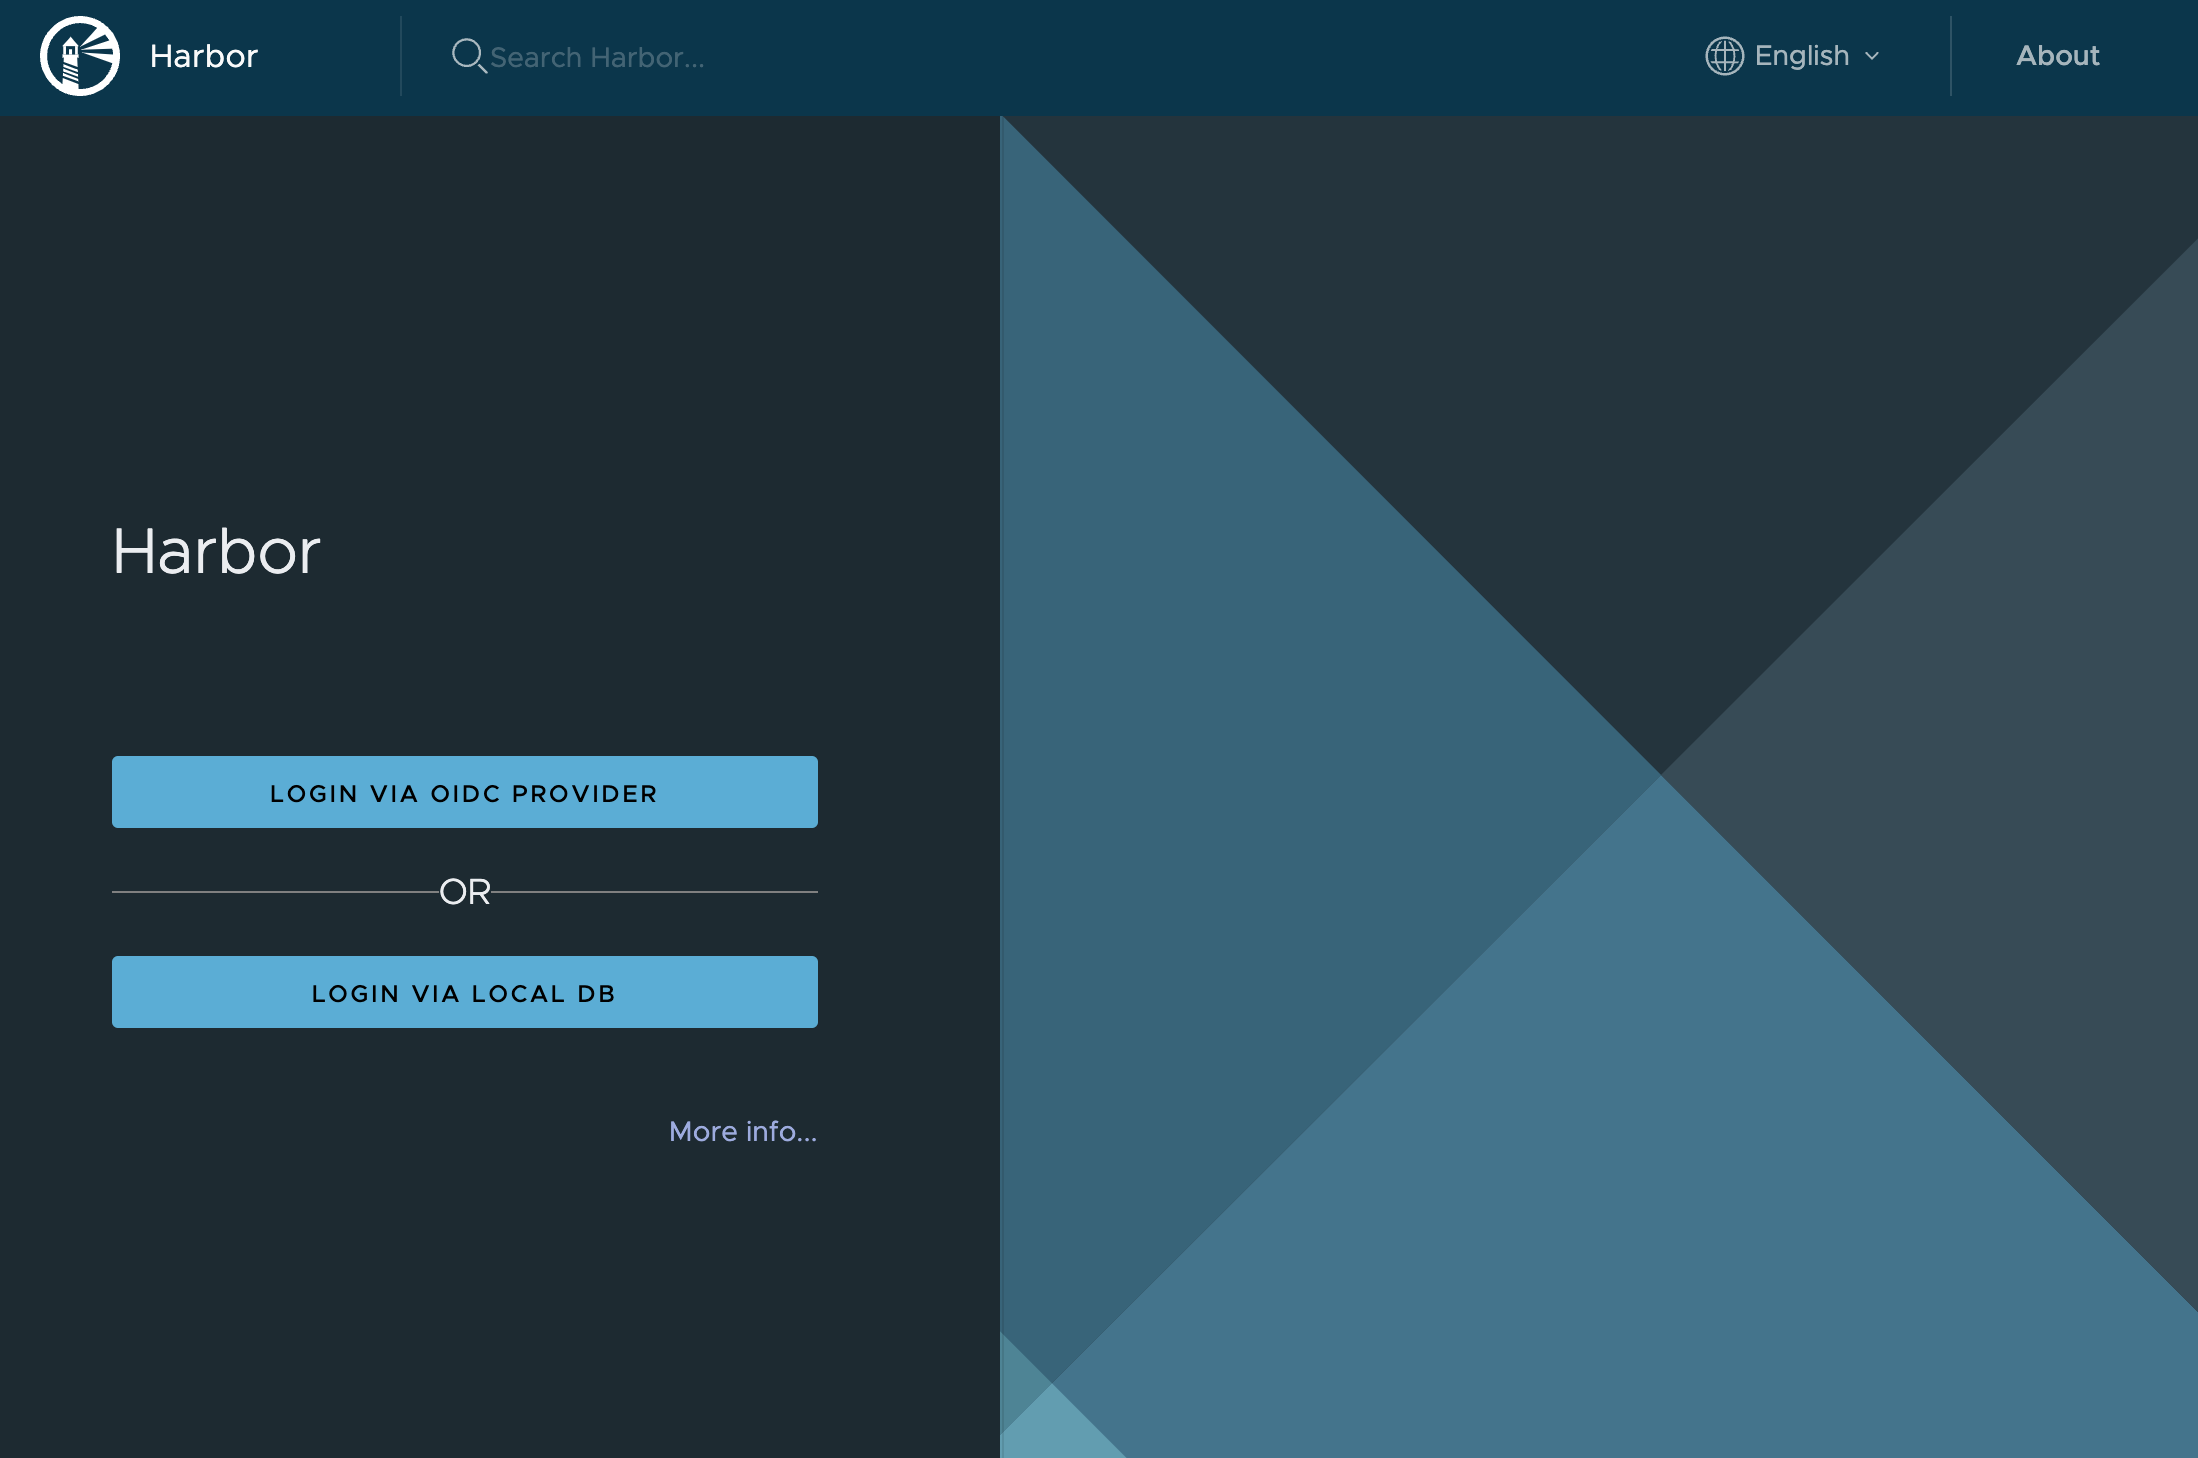 Harbor
Search Harbor...
English
About
Harbor
LOGIN VIA OIDC PROVIDER
OR
LOGIN VIA LOCAL DB
More info...